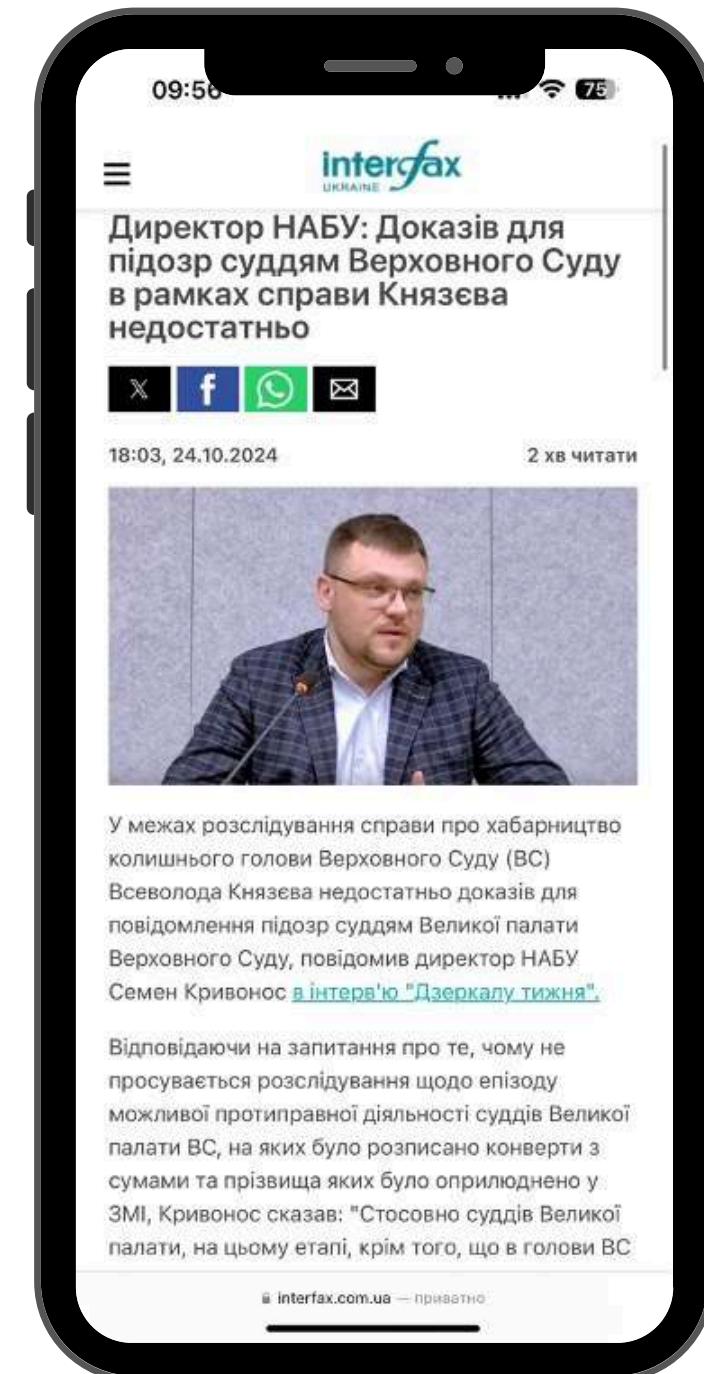 09:56
75
interfax
UKRAINE
Директор НАБУ: Доказів для
підозр суддям Верховного Суду
в рамках справи Князєва
недостатньо
18:03, 24.10.2024
2 хв читати
У межах розслідування справи про хабарництво
колишнього голови Верховного Суду (ВС)
Всеволода Князєва недостатньо доказів для
повідомлення підозр суддям Великої палати
Верховного Суду, повідомив директор НАБУ
Семен Кривонос в інтерв'ю "Дзеркалу тижня".
Відповідаючи на запитання про те, чому не
просувається розслідування щодо епізоду
можливої протиправної діяльності суддів Великої
палати ВС, на яких було розписано конверти з
сумами та прізвища яких було оприлюднено у
ЗМІ, Кривонос сказав: "Стосовно суддів Великої
палати, на цьому етапі, крім того, що в голови ВС
interfax.com.ua — приватно